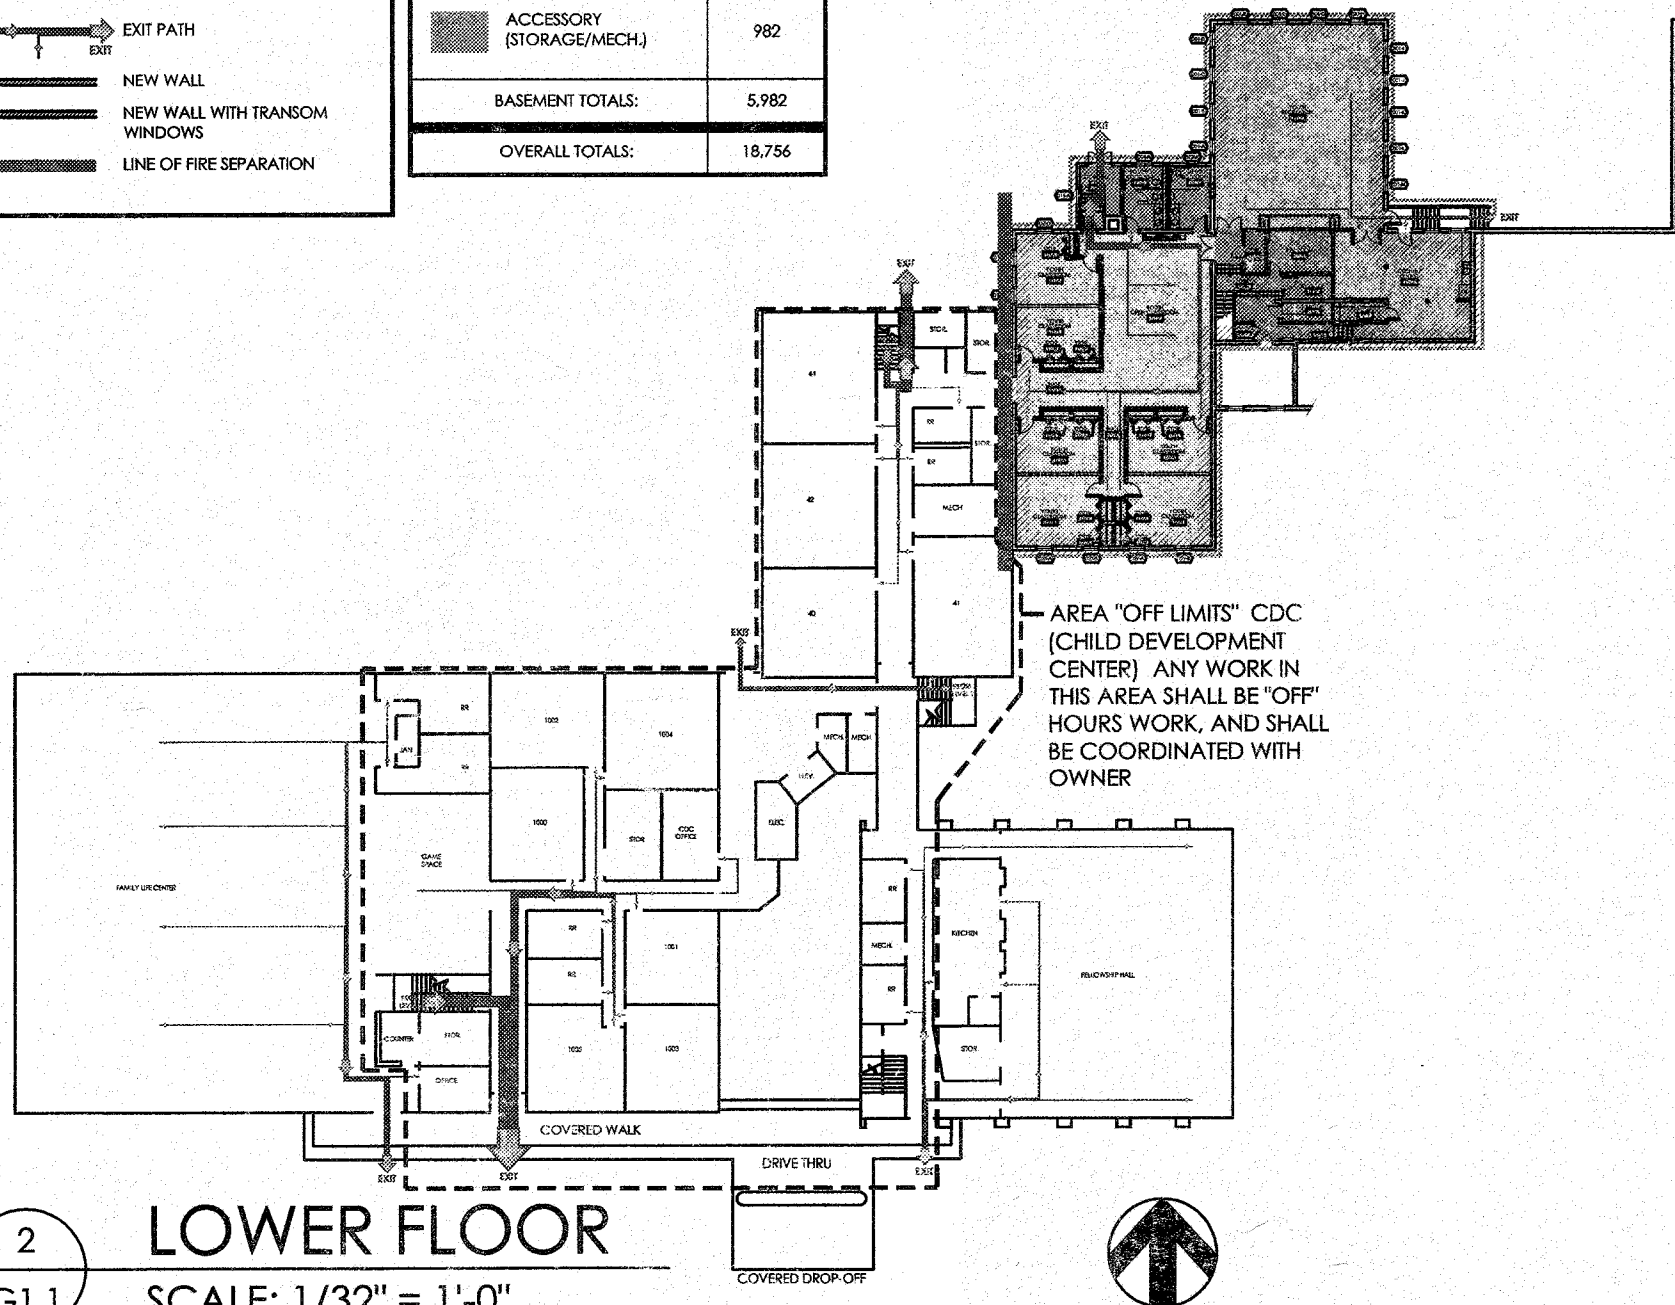 EXIT PATH
EXIT
NEW WALL
NEW WALL WITH TRANSOM
WINDOWS
LINE OF FIRE SEPARATION
ACCESSORY
(STORAGE/MECH.)
982
BASEMENT TOTALS:
5,982
OVERALL TOTALS:
18,756
EXIT
EXIT
EXIT
STOR.
STOR.
41
RR
STOR.
RR
42
MECH
40
41
EXIT
AREA "OFF LIMITS" CDC
(CHILD DEVELOPMENT
CENTER) ANY WORK IN
THIS AREA SHALL BE "OFF"
HOURS WORK, AND SHALL
BE COORDINATED WITH
OWNER
RR
1002
1004
JAN
MECH.
MECH
RR
1000
STOR
CDC
OFFICE
ELEC.
GAME
SPACE
FAMILY LIFE CENTER
RR
RR
1001
RR
MECH.
RR
KITCHEN
FELLOWSHIP HALL
COUNTER
STOR.
OFFICE
1005
1003
STOR.
COVERED WALK
DRIVE THRU
EXIT
EXIT
EXIT
2
LOWER FLOOR
G1.1
SCALE: 1/32" = 1'-0"
COVERED DROP-OFF